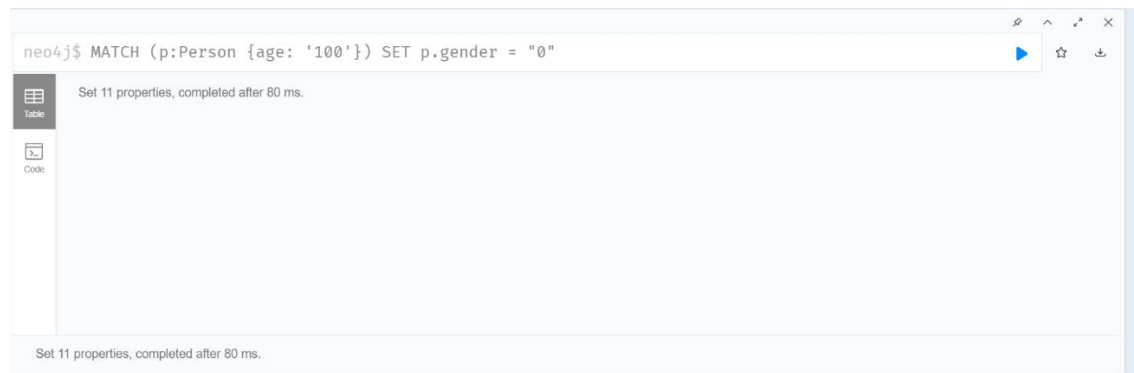 neo4j$ MATCH (p:Person {age: '100'}) SET p.gender = "0"
Set 11 properties, completed after 80 ms.
Table
Code
Set 11 properties, completed after 80 ms.